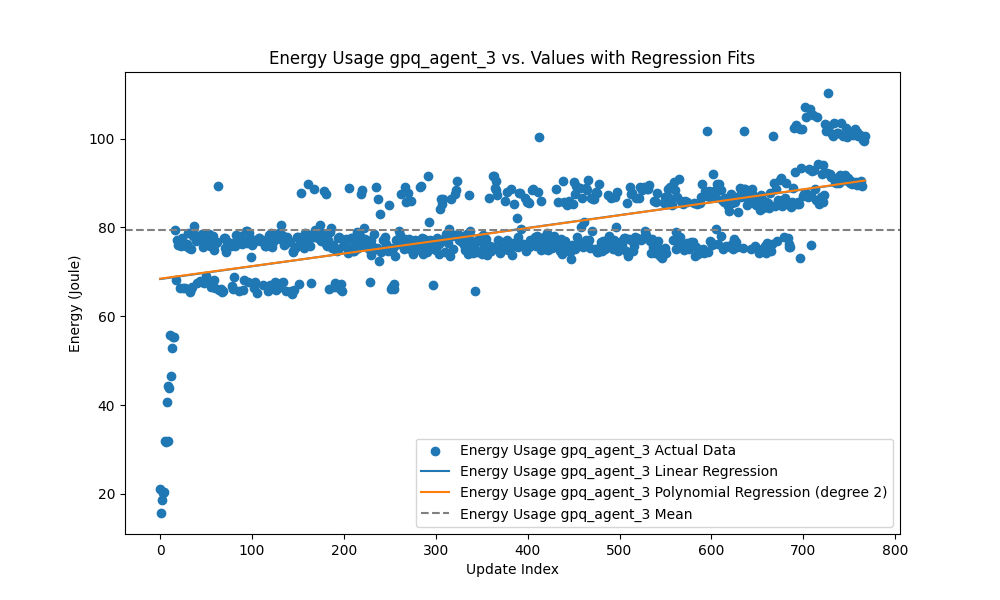 Energy Usage gpq_agent_3 vs. Values with Regression Fits
Energy (Joule)
100
80
60
40
20
0
100
200
300
400
500
600
700
800
Update Index
Energy Usage gpq_agent_3 Actual Data
Energy Usage gpq_agent_3 Linear Regression
Energy Usage gpq_agent_3 Polynomial Regression (degree 2)
Energy Usage gpq_agent_3 Mean